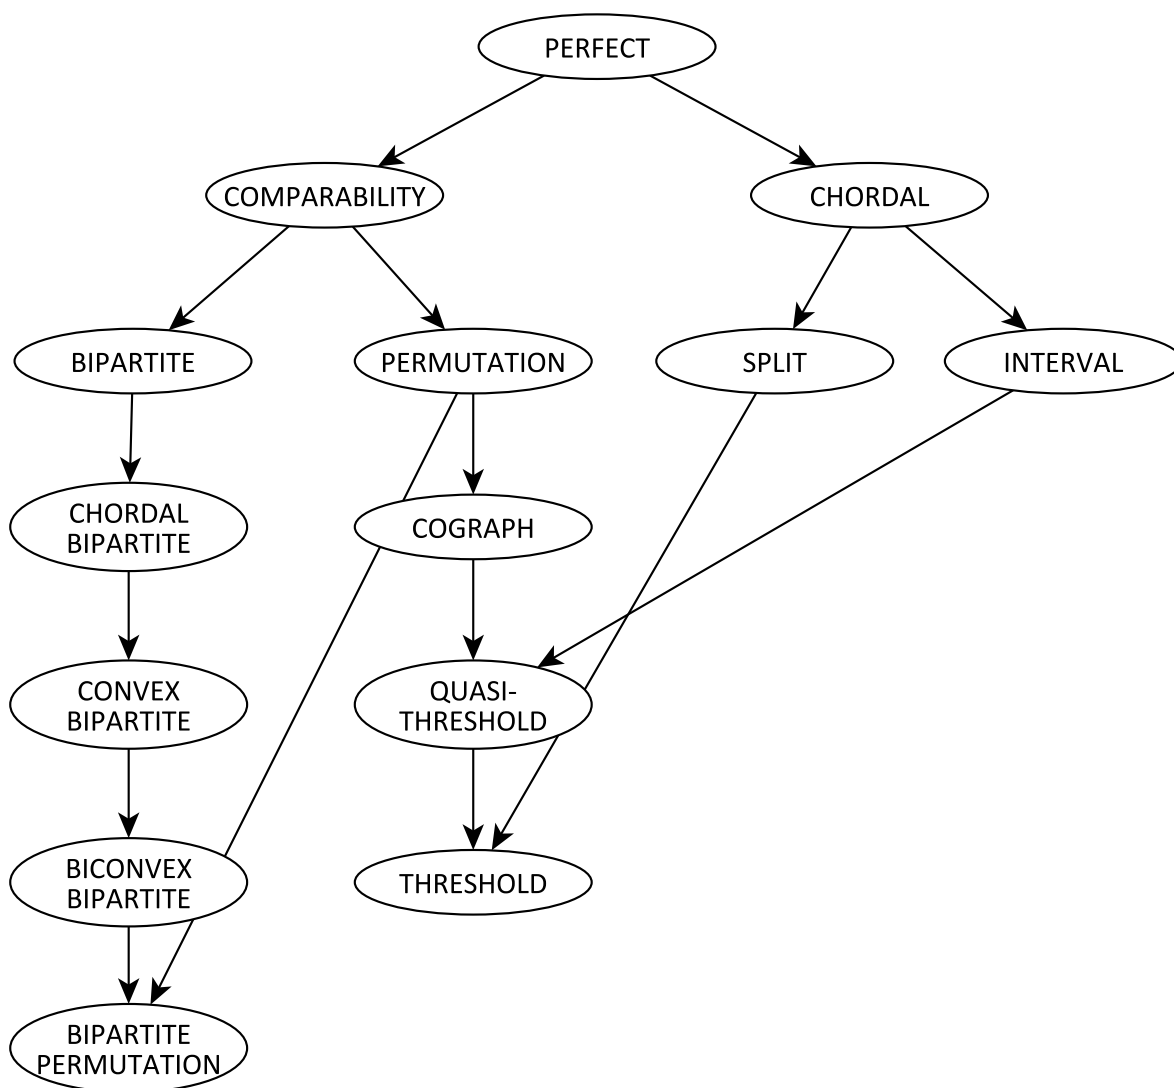 PERFECT
COMPARABILITY
CHORDAL
BIPARTITE
PERMUTATION
SPLIT
INTERVAL
CHORDAL
BIPARTITE
COGRAPH
CONVEX
BIPARTITE
QUASI-
THRESHOLD
BICONVEX
BIPARTITE
THRESHOLD
BIPARTITE
PERMUTATION